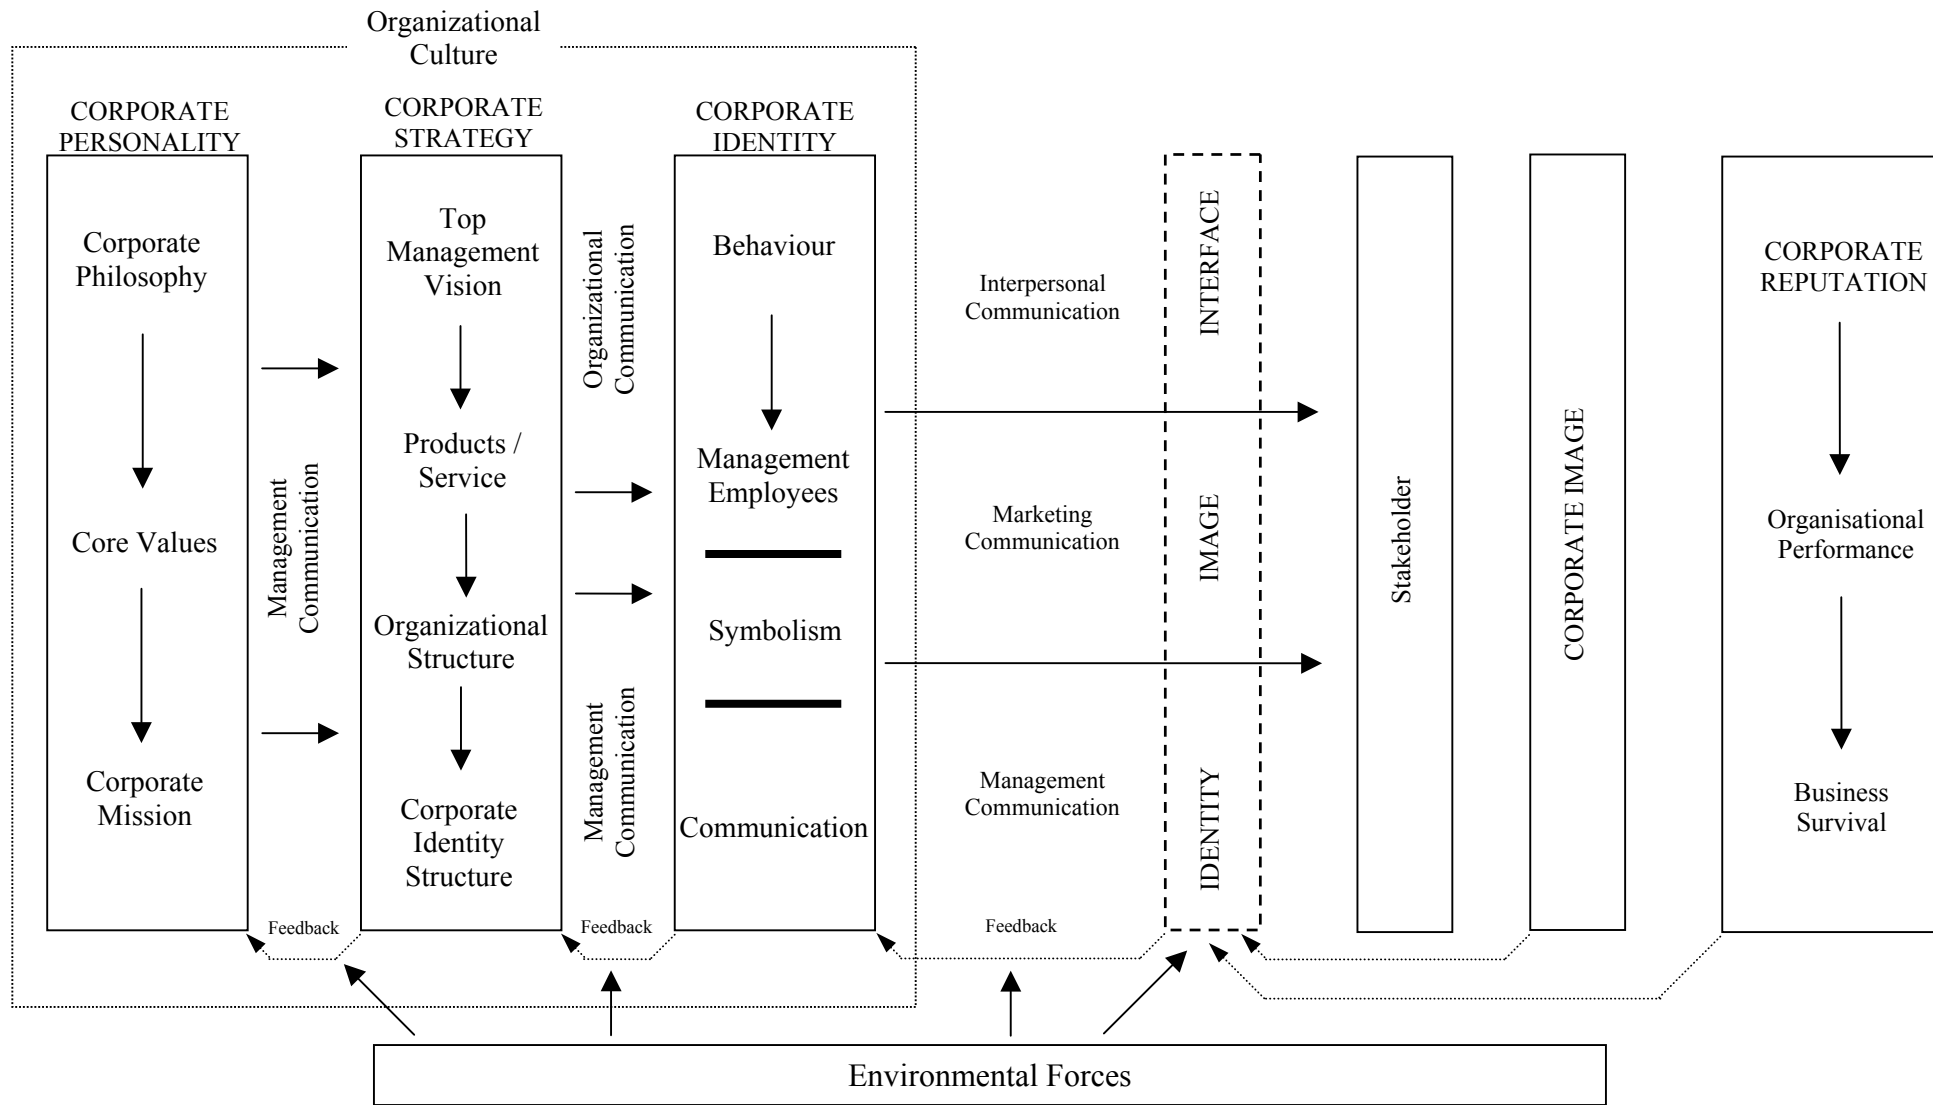 Organizational
Culture
CORPORATE
PERSONALITY
Corporate
Philosophy
Core Values
Corporate
Mission
Management
Communication
Feedback
CORPORATE
STRATEGY
Top
Management
Vision
Products /
Service
Organizational
Structure
Corporate
Identity
Structure
Organizational
Communication
Management
Communication
Feedback
CORPORATE
IDENTITY
Behaviour
Management
Employees
Symbolism
Communication
Interpersonal
Communication
Marketing
Communication
Management
Communication
Feedback
INTERFACE
IMAGE
IDENTITY
Stakeholder
CORPORATE IMAGE
CORPORATE
REPUTATION
Organisational
Performance
Business
Survival
Environmental Forces